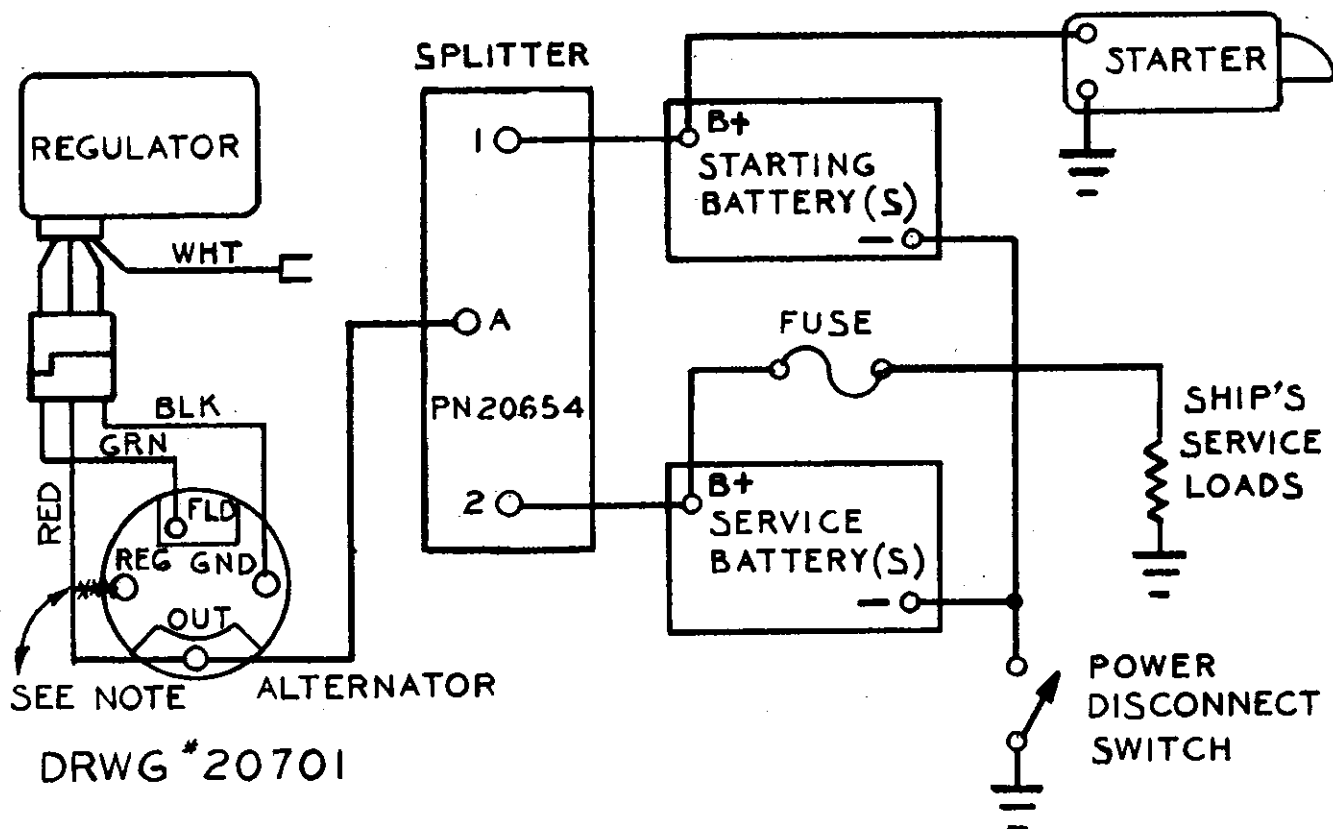 SPLITTER
STARTER
REGULATOR
1
B+
STARTING
BATTERY(S)
–
WHT
A
FUSE
PN20654
SHIP'S
SERVICE
LOADS
BLK
GRN
RED
2
B+
SERVICE
BATTERY(S)
–
FLD
REG
GND
OUT
SEE NOTE
ALTERNATOR
POWER
DISCONNECT
SWITCH
DRWG #20701